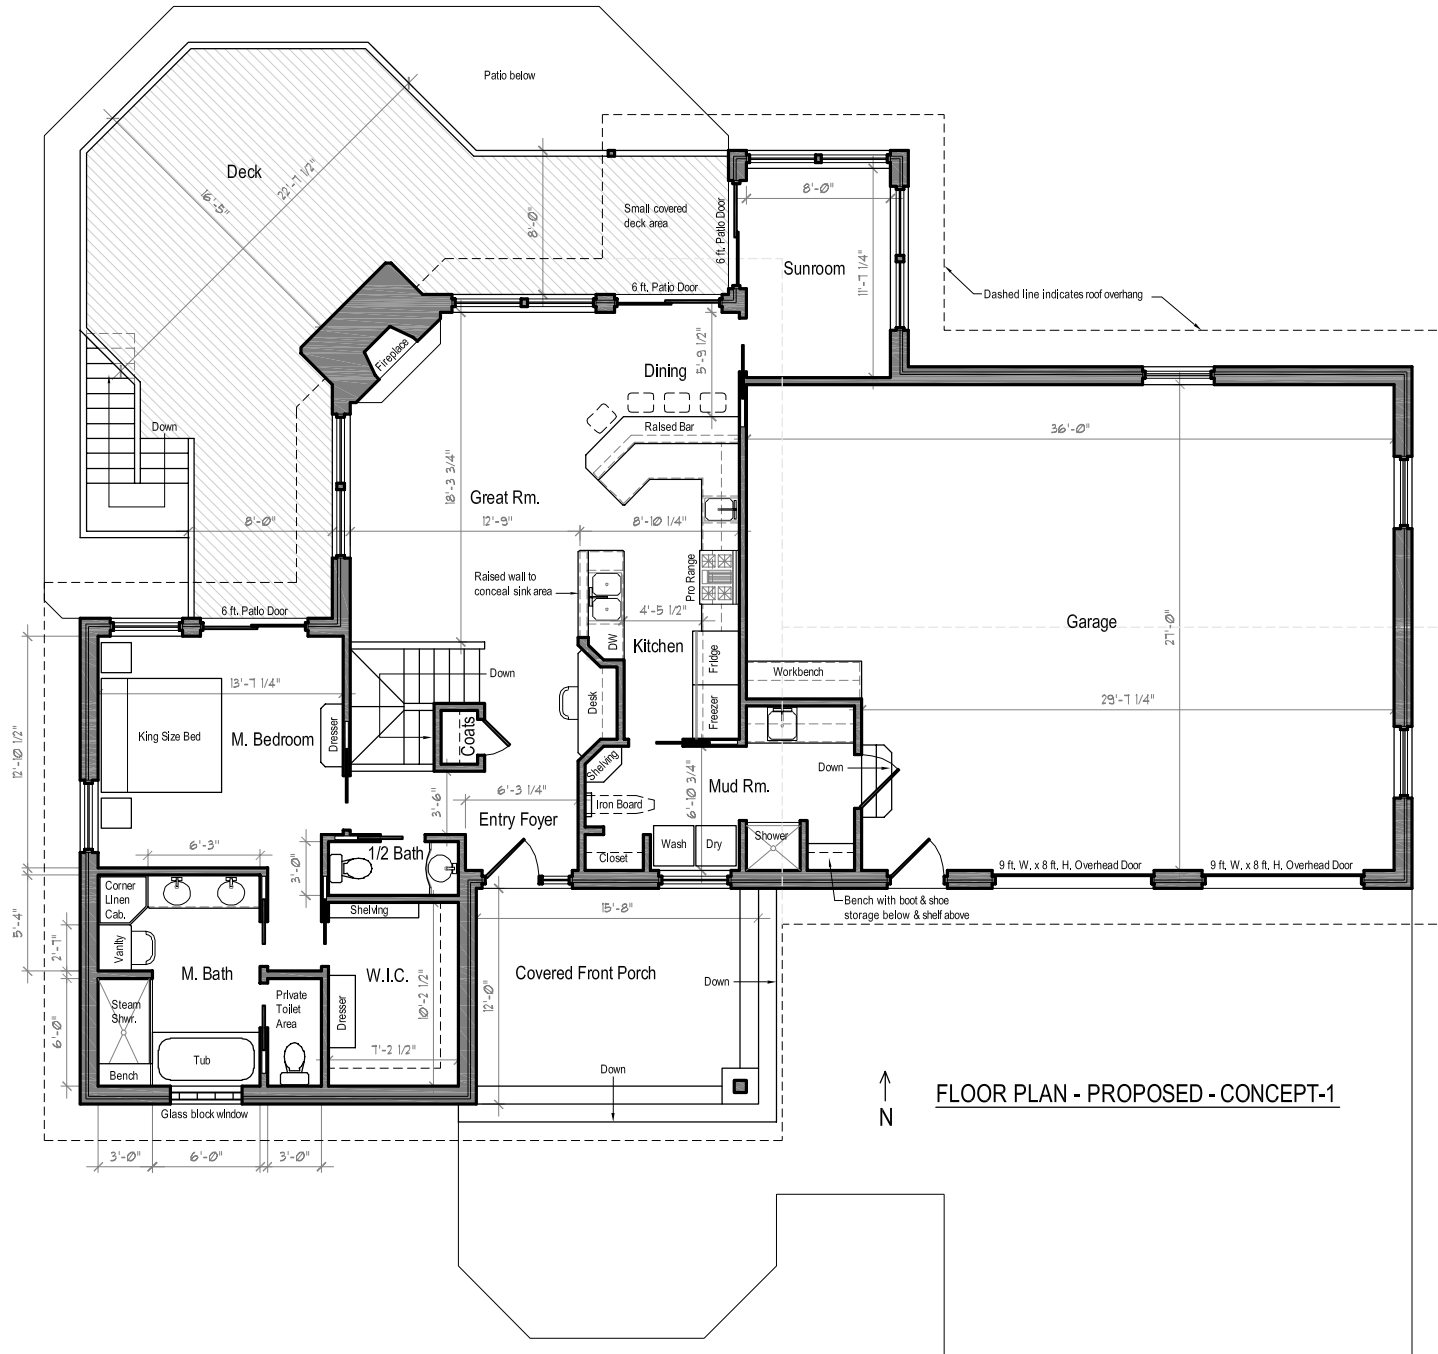 Patio below
Deck
22'-7 1/2"
16'-5"
8'-0"
Small covered
deck area
6 ft. Patio Door
8'-0"
Sunroom
11'-7 1/4"
6 ft. Patio Door
Dashed line indicates roof overhang
Fireplace
Dining
5'-9 1/2"
Down
Raised Bar
36'-0"
18'-3 3/4"
Great Rm.
8'-0"
12'-9"
8'-10 1/4"
Raised wall to
conceal sink area
Pro Range
4'-5 1/2"
6 ft. Patio Door
DW
Kitchen
Fridge
Garage
27'-0"
13'-7 1/4"
Down
Desk
Freezer
Workbench
29'-7 1/4"
King Size Bed
M. Bedroom
Dresser
Coats
12'-10 1/2"
Shelving
Down
Mud Rm.
6'-10 3/4"
6'-3 1/4"
3'-6"
Iron Board
Entry Foyer
6'-3"
1/2 Bath
3'-0"
Closet
Wash
Dry
Shower
9 ft. W. x 8 ft. H. Overhead Door
9 ft. W. x 8 ft. H. Overhead Door
Corner
Linen
Cab.
Shelving
15'-8"
Bench with boot & shoe
storage below & shelf above
5'-4"
2'-7"
Vanity
M. Bath
W.I.C.
10'-2 1/2"
12'-0"
Covered Front Porch
Down
Steam
Shwr.
Private
Toilet
Area
Dresser
6'-0"
Tub
7'-2 1/2"
Bench
Down
Glass block window
N
FLOOR PLAN - PROPOSED - CONCEPT-1
3'-0"
6'-0"
3'-0"